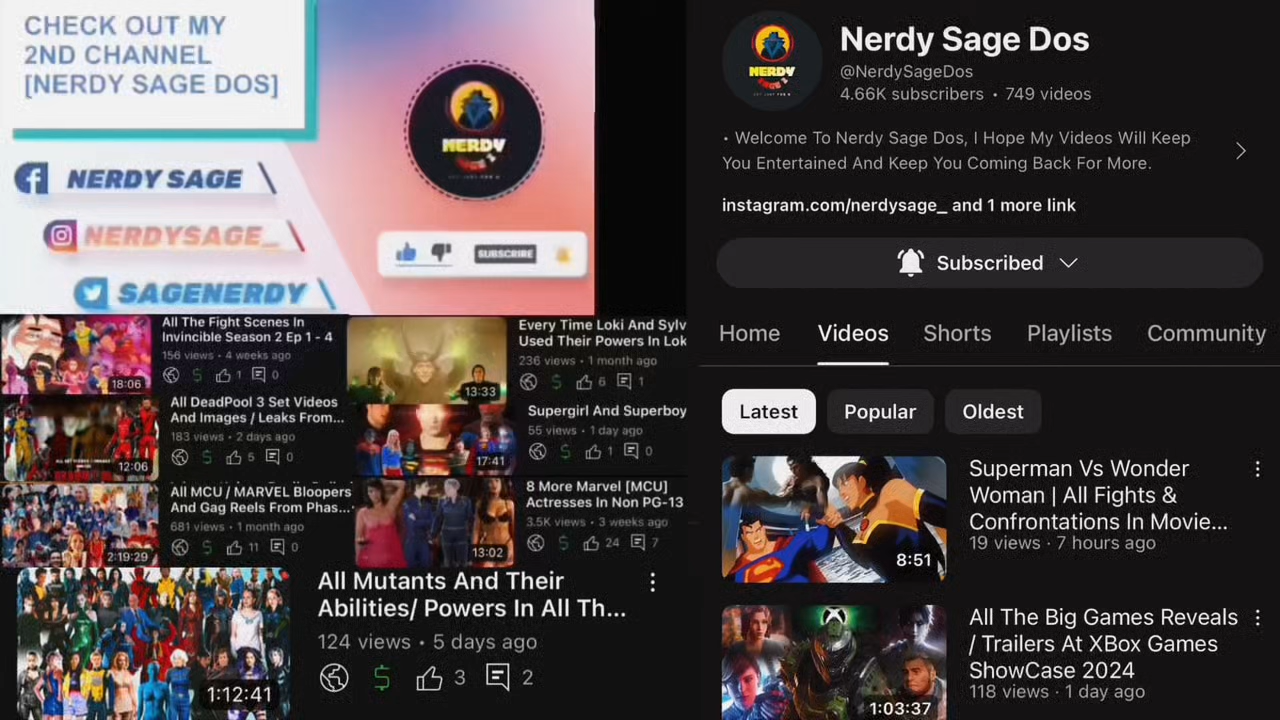 CHECK OUT MY
2ND CHANNEL
[NERDY SAGE DOS]
NERDY
NERDY SAGE
NERDYSAGE_
SUBSCRIBE
SAGENERDY
All The Fight Scenes In
Invincible Season 2 Ep 1 - 4
156 views · 4 weeks ago
1
0
18:06
Every Time Loki And Sylv
Used Their Powers In Lok
236 views · 1 month ago
6
1
13:33
All DeadPool 3 Set Videos
And Images / Leaks From...
183 views · 2 days ago
5
0
12:06
Supergirl And Superboy
55 views · 1 day ago
1
0
17:41
All MCU / MARVEL Bloopers
And Gag Reels From Phas...
681 views · 1 month ago
11
0
2:19:29
8 More Marvel [MCU]
Actresses In Non PG-13
3.5K views · 3 weeks ago
24
7
13:02
All Mutants And Their
Abilities/ Powers In All Th...
124 views · 5 days ago
$
3
2
1:12:41
NERDY
Nerdy Sage Dos
@NerdySageDos
4.66K subscribers · 749 videos
• Welcome To Nerdy Sage Dos, I Hope My Videos Will Keep
You Entertained And Keep You Coming Back For More.
instagram.com/nerdysage_ and 1 more link
Subscribed
Home Videos Shorts Playlists Community
Latest Popular Oldest
Superman Vs Wonder
Woman | All Fights &
Confrontations In Movie...
19 views · 7 hours ago
8:51
All The Big Games Reveals
/ Trailers At XBox Games
ShowCase 2024
118 views · 1 day ago
1:03:37